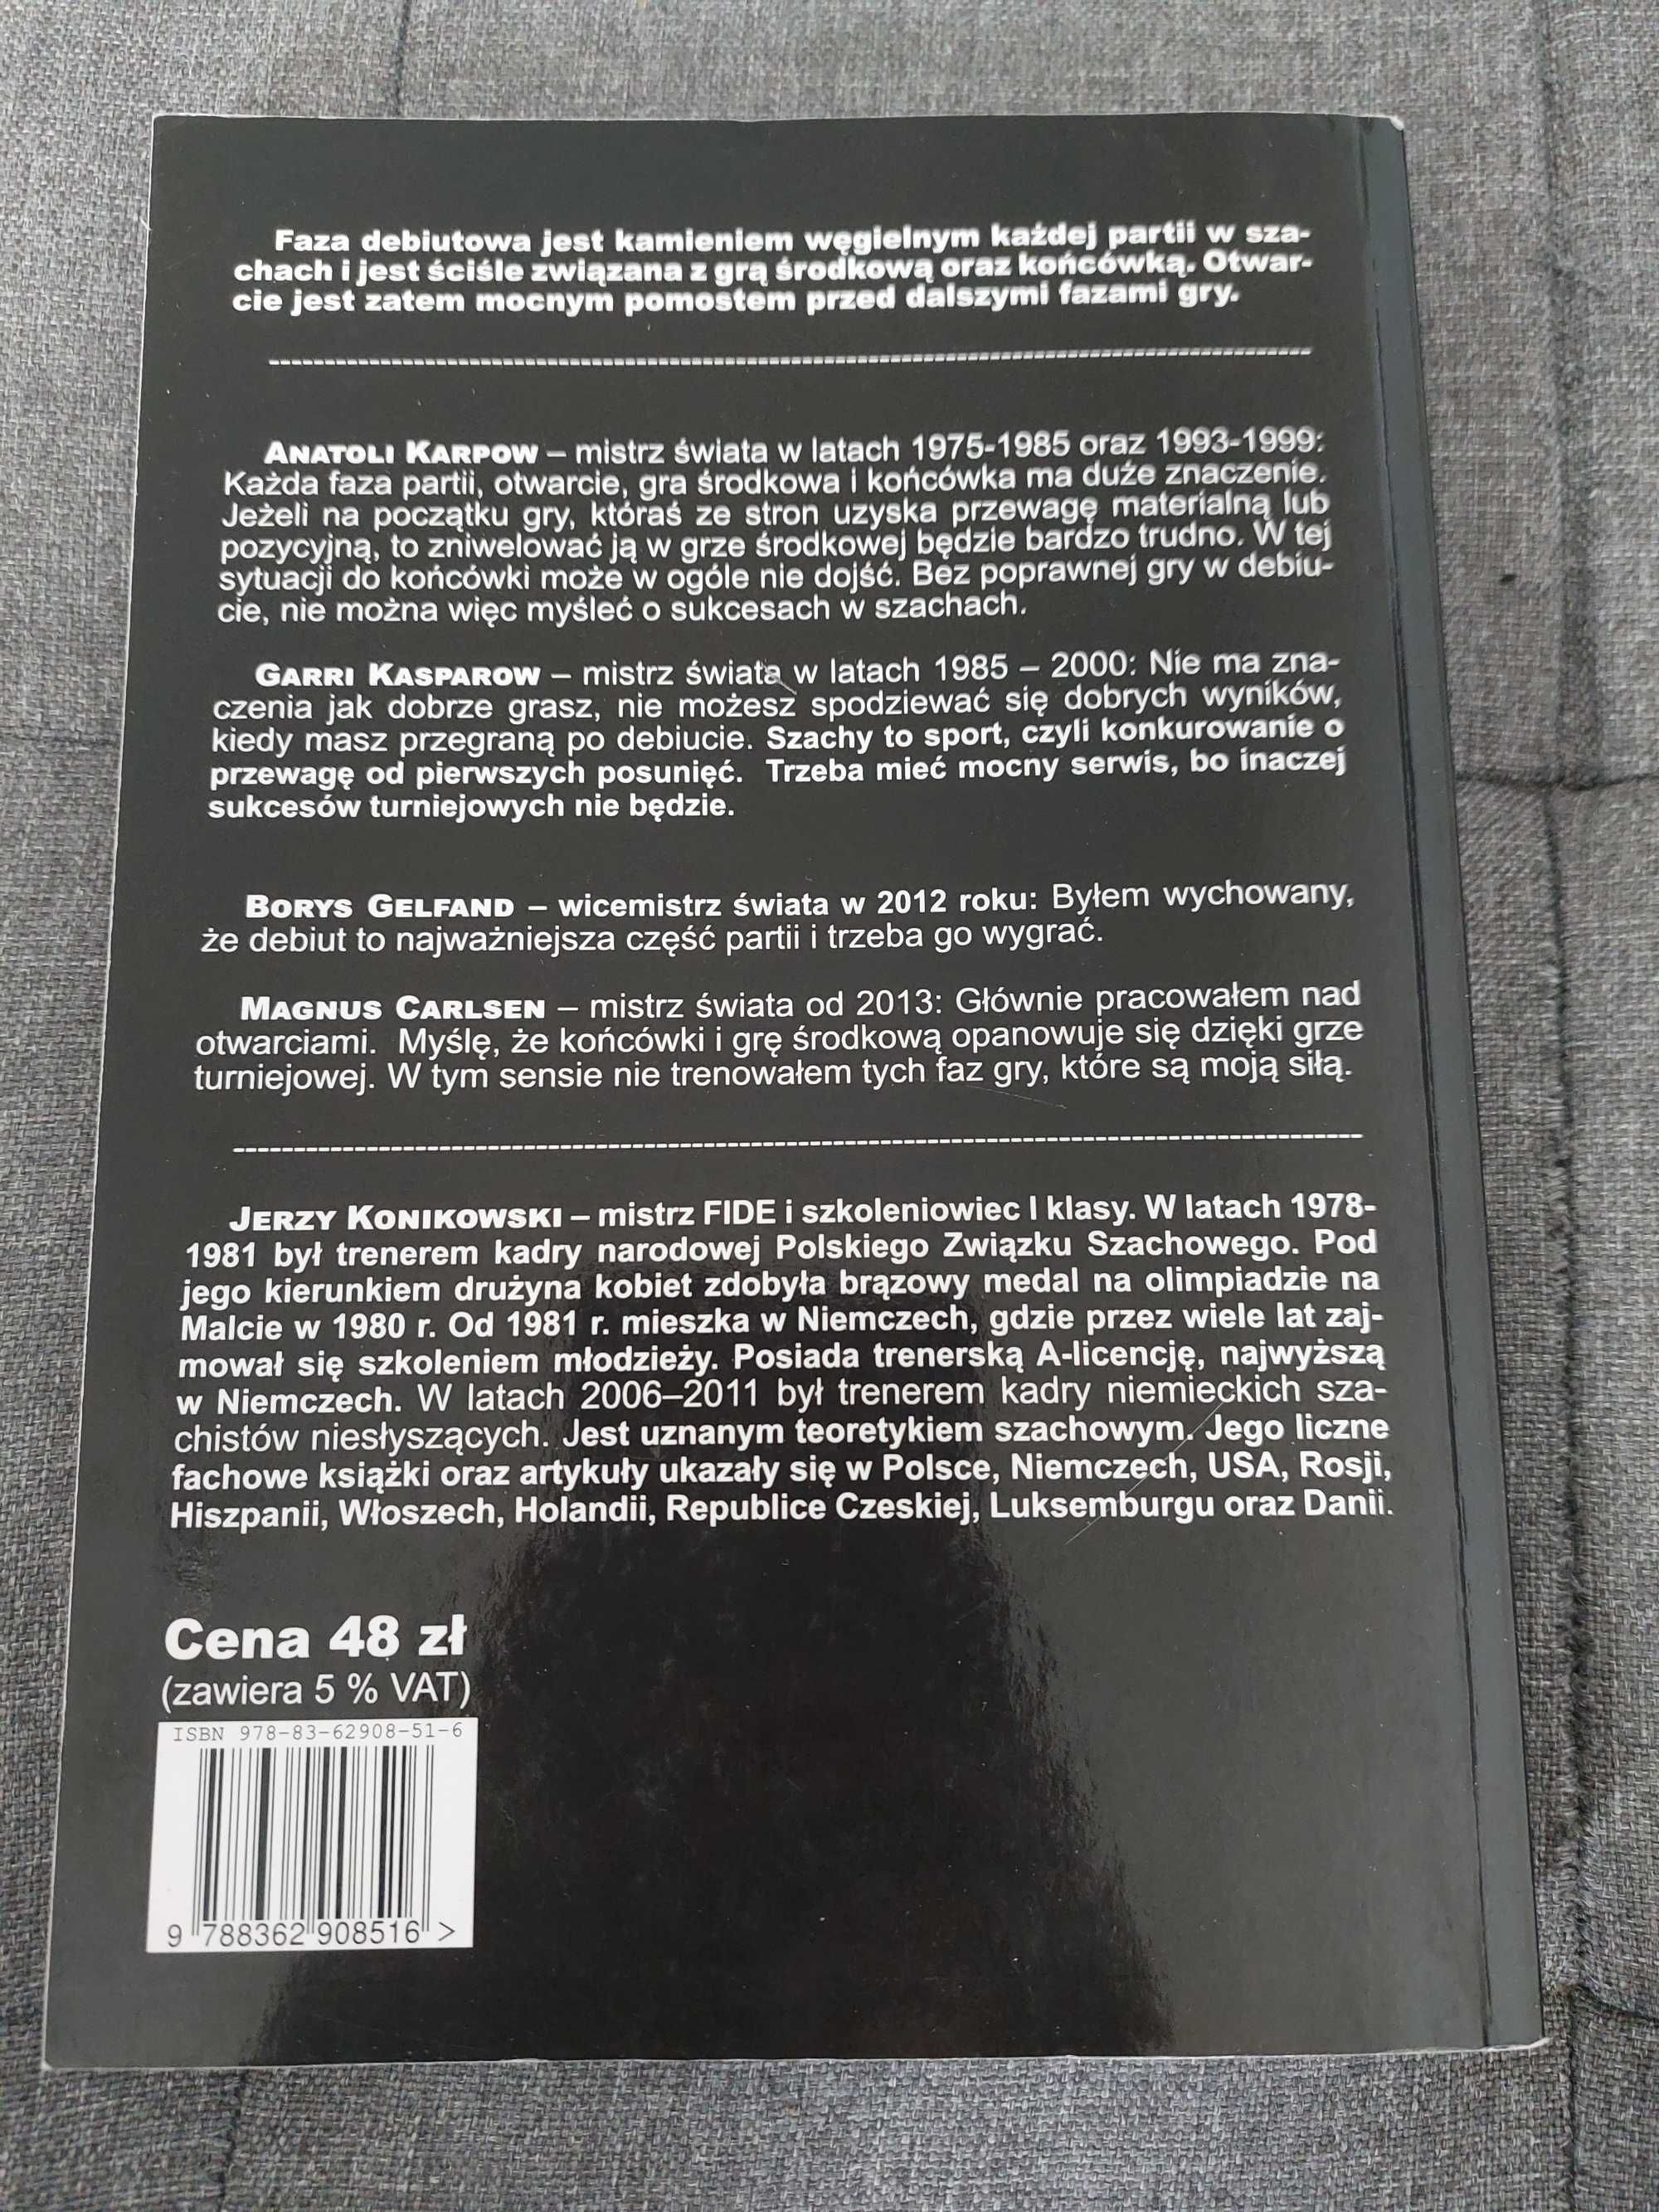 Faza debiutowa jest kamieniem węgielnym każdej partii w sza-
chach i jest ściśle związana z grą środkową oraz końcówką. Otwar-
cie jest zatem mocnym pomostem przed dalszymi fazami gry.
ANATOLI KARPOW – mistrz świata w latach 1975-1985 oraz 1993-1999:
Każda faza partii, otwarcie, gra środkowa i końcówka ma duże znaczenie.
Jeżeli na początku gry, któraś ze stron uzyska przewagę materialną lub
pozycyjną, to zniwelować ją w grze środkowej będzie bardzo trudno. W tej
sytuacji do końcówki może w ogóle nie dojść. Bez poprawnej gry w debiu-
cie, nie można więc myśleć o sukcesach w szachach.
GARRI KASPAROW – mistrz świata w latach 1985 – 2000: Nie ma zna-
czenia jak dobrze grasz, nie możesz spodziewać się dobrych wyników,
kiedy masz przegraną po debiucie. Szachy to sport, czyli konkurowanie o
przewagę od pierwszych posunięć. Trzeba mieć mocny serwis, bo inaczej
sukcesów turniejowych nie będzie.
BORYS GELFAND – wicemistrz świata w 2012 roku: Byłem wychowany,
że debiut to najważniejsza część partii i trzeba go wygrać.
MAGNUS CARLSEN – mistrz świata od 2013: Głównie pracowałem nad
otwarciami. Myślę, że końcówki i grę środkową opanowuje się dzięki grze
turniejowej. W tym sensie nie trenowałem tych faz gry, które są moją siłą.
JERZY KONIKOWSKI – mistrz FIDE i szkoleniowiec I klasy. W latach 1978-
1981 był trenerem kadry narodowej Polskiego Związku Szachowego. Pod
jego kierunkiem drużyna kobiet zdobyła brązowy medal na olimpiadzie na
Malcie w 1980 r. Od 1981 r. mieszka w Niemczech, gdzie przez wiele lat zaj-
mował się szkoleniem młodzieży. Posiada trenerską A-licencję, najwyższą
w Niemczech. W latach 2006–2011 był trenerem kadry niemieckich sza-
chistów niesłyszących. Jest uznanym teoretykiem szachowym. Jego liczne
fachowe książki oraz artykuły ukazały się w Polsce, Niemczech, USA, Rosji,
Hiszpanii, Włoszech, Holandii, Republice Czeskiej, Luksemburgu oraz Danii.
Cena 48 zł
(zawiera 5 % VAT)
ISBN 978-83-62908-51-6
9 788362 908516 >